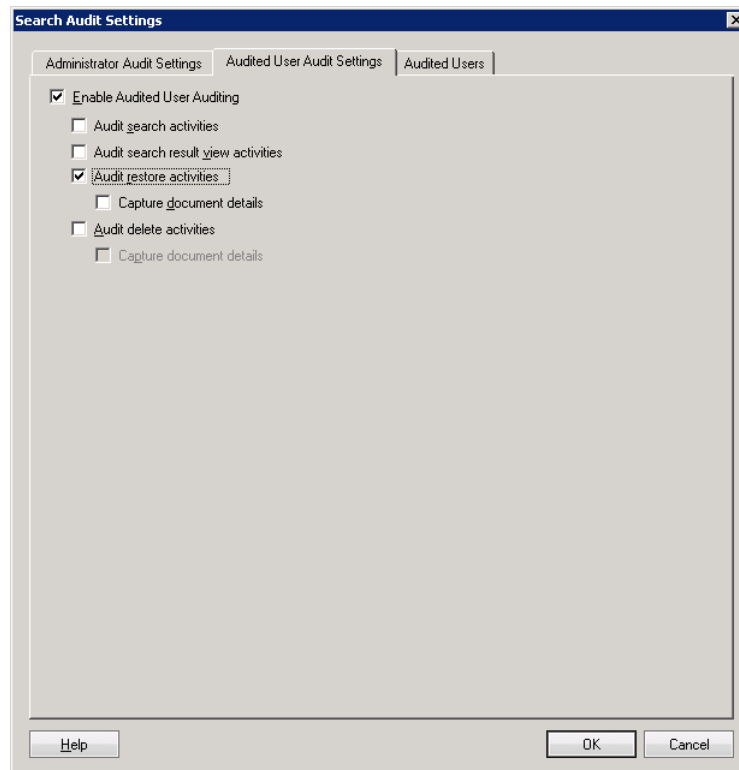 Search Audit Settings
Administrator Audit Settings Audited User Audit Settings Audited Users
Enable Audited User Auditing
Audit search activities
Audit search result view activities
Audit restore activities
Capture document details
Audit delete activities
Capture document details
Help OK Cancel